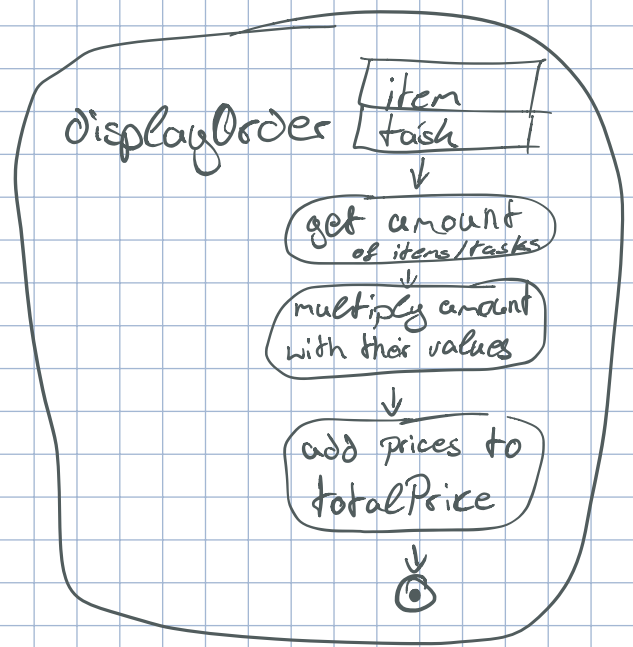 displayOrder
item
task
get amount
of items/tasks
multiply amount
with their values
add prices to
totalPrice